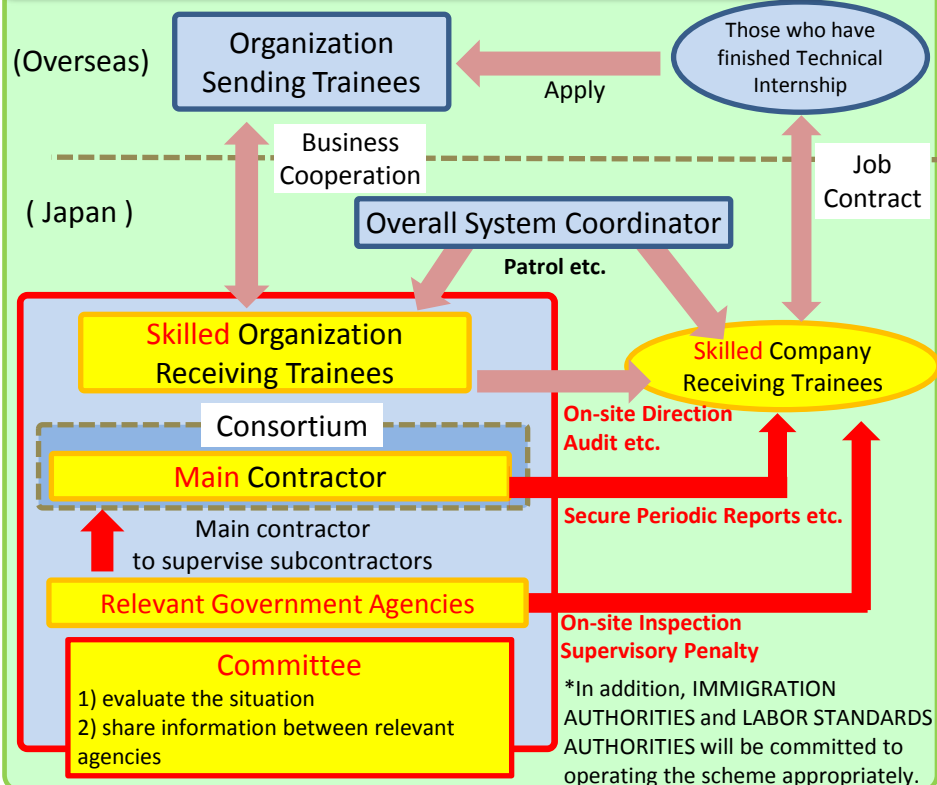 (Overseas)
Organization
Sending Trainees
Apply
Those who have
finished Technical
Internship
Business
Cooperation
Job
Contract
( Japan )
Overall System Coordinator
Patrol etc.
Skilled Organization
Receiving Trainees
Skilled Company
Receiving Trainees
On-site Direction
Audit etc.
Consortium
Main Contractor
Secure Periodic Reports etc.
Main contractor
to supervise subcontractors
Relevant Government Agencies
On-site Inspection
Supervisory Penalty
Committee
1) evaluate the situation
2) share information between relevant
agencies
*In addition, IMMIGRATION
AUTHORITIES and LABOR STANDARDS
AUTHORITIES will be committed to
operating the scheme appropriately.